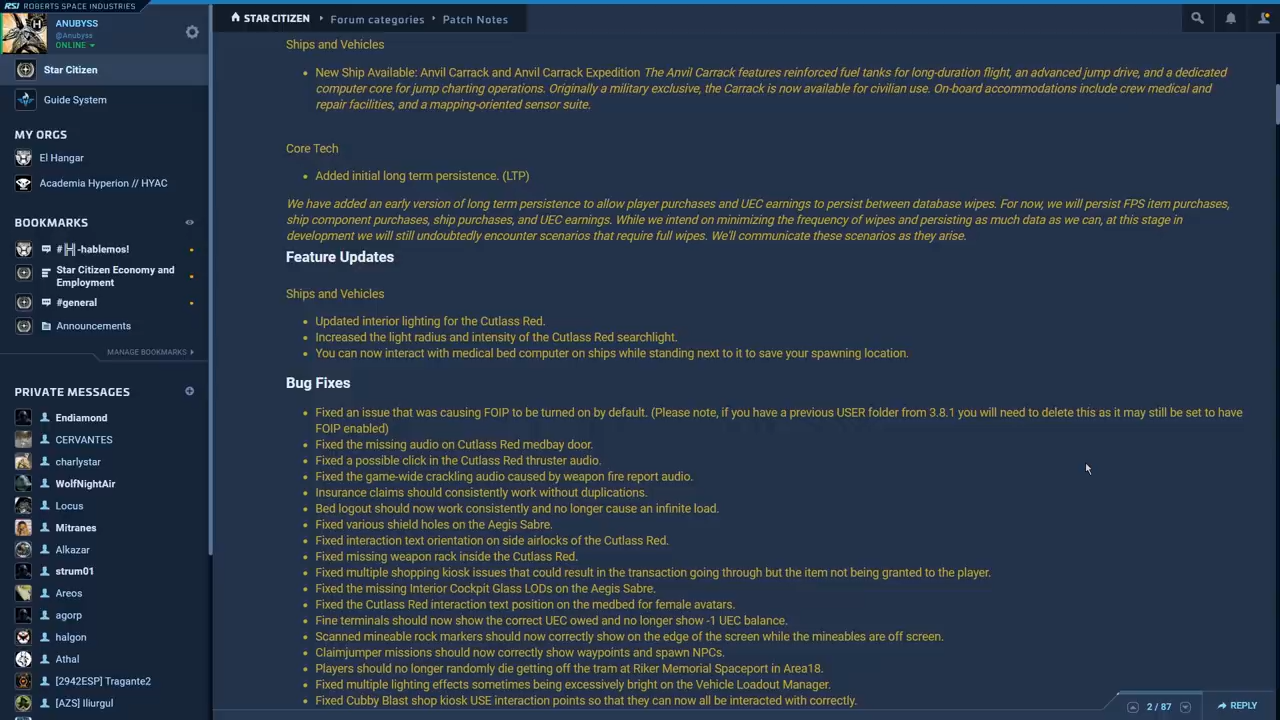 RSI ROBERTS SPACE INDUSTRIES
ANUBYSS
@Anubyss
ONLINE
Star Citizen
Guide System
MY ORGS
El Hangar
Academia Hyperion // HYAC
BOOKMARKS
#╠╣-hablemos!
Star Citizen Economy and
Employment
#general
Announcements
MANAGE BOOKMARKS
PRIVATE MESSAGES
Endiamond
CERVANTES
charlystar
WolfNightAir
Locus
Mitranes
Alkazar
strum01
Areos
agorp
halgon
Athal
[2942ESP] Tragante2
[AZS] Iliurgul
STAR CITIZEN
Forum categories
Patch Notes
Ships and Vehicles
New Ship Available: Anvil Carrack and Anvil Carrack Expedition The Anvil Carrack features reinforced fuel tanks for long-duration flight, an advanced jump drive, and a dedicated
computer core for jump charting operations. Originally a military exclusive, the Carrack is now available for civilian use. On-board accommodations include crew medical and
repair facilities, and a mapping-oriented sensor suite.
Core Tech
Added initial long term persistence. (LTP)
We have added an early version of long term persistence to allow player purchases and UEC earnings to persist between database wipes. For now, we will persist FPS item purchases,
ship component purchases, ship purchases, and UEC earnings. While we intend on minimizing the frequency of wipes and persisting as much data as we can, at this stage in
development we will still undoubtedly encounter scenarios that require full wipes. We'll communicate these scenarios as they arise.
Feature Updates
Ships and Vehicles
Updated interior lighting for the Cutlass Red.
Increased the light radius and intensity of the Cutlass Red searchlight.
You can now interact with medical bed computer on ships while standing next to it to save your spawning location.
Bug Fixes
Fixed an issue that was causing FOIP to be turned on by default. (Please note, if you have a previous USER folder from 3.8.1 you will need to delete this as it may still be set to have
FOIP enabled)
Fixed the missing audio on Cutlass Red medbay door.
Fixed a possible click in the Cutlass Red thruster audio.
Fixed the game-wide crackling audio caused by weapon fire report audio.
Insurance claims should consistently work without duplications.
Bed logout should now work consistently and no longer cause an infinite load.
Fixed various shield holes on the Aegis Sabre.
Fixed interaction text orientation on side airlocks of the Cutlass Red.
Fixed missing weapon rack inside the Cutlass Red.
Fixed multiple shopping kiosk issues that could result in the transaction going through but the item not being granted to the player.
Fixed the missing Interior Cockpit Glass LODs on the Aegis Sabre.
Fixed the Cutlass Red interaction text position on the medbed for female avatars.
Fine terminals should now show the correct UEC owed and no longer show -1 UEC balance.
Scanned mineable rock markers should now correctly show on the edge of the screen while the mineables are off screen.
Claimjumper missions should now correctly show waypoints and spawn NPCs.
Players should no longer randomly die getting off the tram at Riker Memorial Spaceport in Area18.
Fixed multiple lighting effects sometimes being excessively bright on the Vehicle Loadout Manager.
Fixed Cubby Blast shop kiosk USE interaction points so that they can now all be interacted with correctly.
2 / 87
REPLY